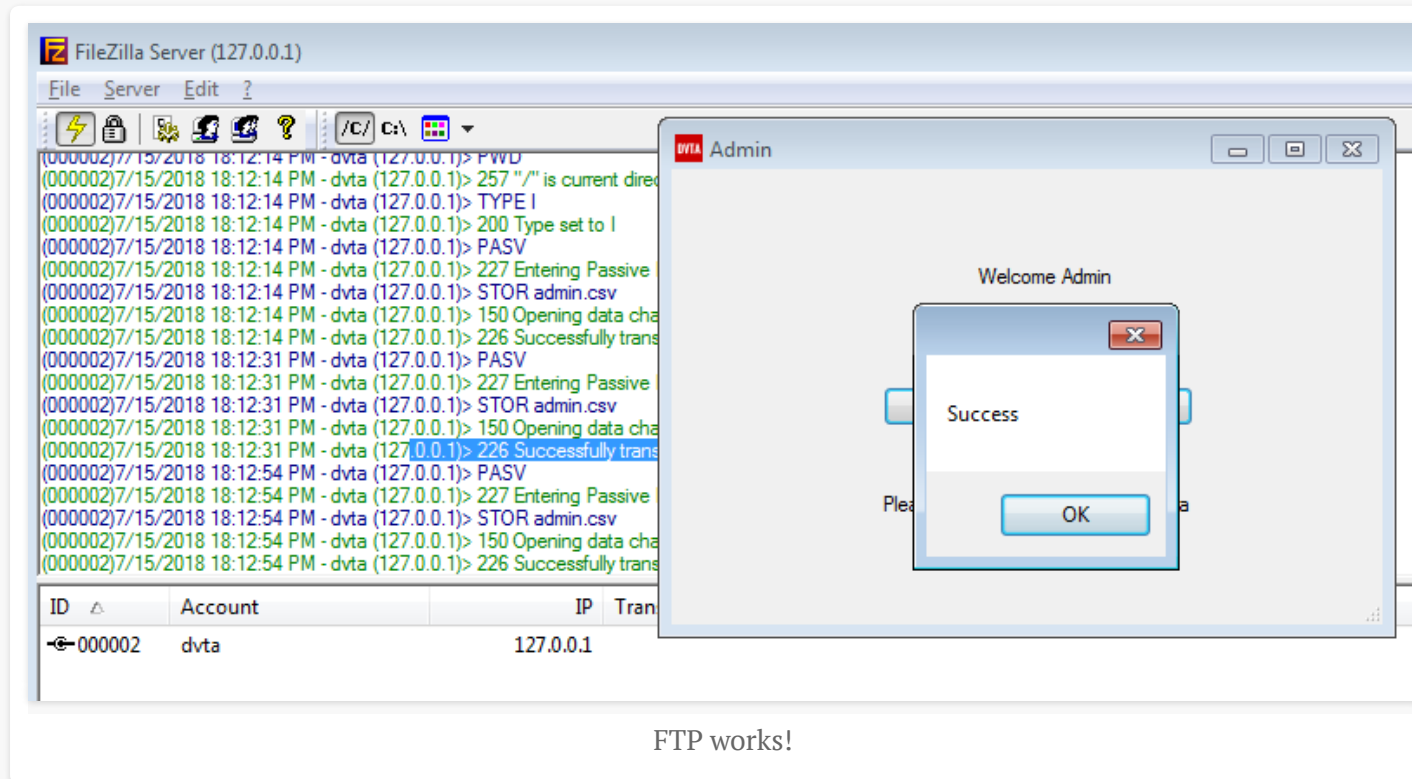 FileZilla Server (127.0.0.1)
File Server Edit ?
/C/ C:\
(000002)7/15/2018 18:12:14 PM - dvta (127.0.0.1)> PWD
(000002)7/15/2018 18:12:14 PM - dvta (127.0.0.1)> 257 "/" is current direc
(000002)7/15/2018 18:12:14 PM - dvta (127.0.0.1)> TYPE I
(000002)7/15/2018 18:12:14 PM - dvta (127.0.0.1)> 200 Type set to I
(000002)7/15/2018 18:12:14 PM - dvta (127.0.0.1)> PASV
(000002)7/15/2018 18:12:14 PM - dvta (127.0.0.1)> 227 Entering Passive
(000002)7/15/2018 18:12:14 PM - dvta (127.0.0.1)> STOR admin.csv
(000002)7/15/2018 18:12:14 PM - dvta (127.0.0.1)> 150 Opening data cha
(000002)7/15/2018 18:12:14 PM - dvta (127.0.0.1)> 226 Successfully trans
(000002)7/15/2018 18:12:31 PM - dvta (127.0.0.1)> PASV
(000002)7/15/2018 18:12:31 PM - dvta (127.0.0.1)> 227 Entering Passive
(000002)7/15/2018 18:12:31 PM - dvta (127.0.0.1)> STOR admin.csv
(000002)7/15/2018 18:12:31 PM - dvta (127.0.0.1)> 150 Opening data cha
(000002)7/15/2018 18:12:31 PM - dvta (127.0.0.1)> 226 Successfully trans
(000002)7/15/2018 18:12:54 PM - dvta (127.0.0.1)> PASV
(000002)7/15/2018 18:12:54 PM - dvta (127.0.0.1)> 227 Entering Passive
(000002)7/15/2018 18:12:54 PM - dvta (127.0.0.1)> STOR admin.csv
(000002)7/15/2018 18:12:54 PM - dvta (127.0.0.1)> 150 Opening data cha
(000002)7/15/2018 18:12:54 PM - dvta (127.0.0.1)> 226 Successfully trans
ID Account IP Tran
000002 dvta 127.0.0.1
DVTA Admin
Welcome Admin
Success
Plea
a
OK
FTP works!